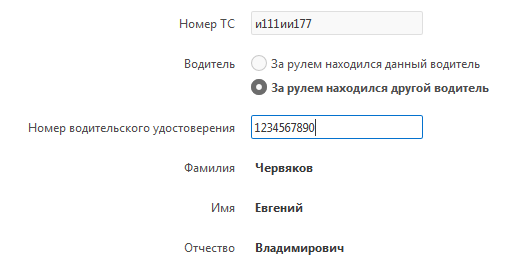 Номер ТС и111ии177
Водитель За рулем находился данный водитель
За рулем находился другой водитель
Номер водительского удостоверения 1234567890
Фамилия Червяков
Имя Евгений
Отчество Владимирович